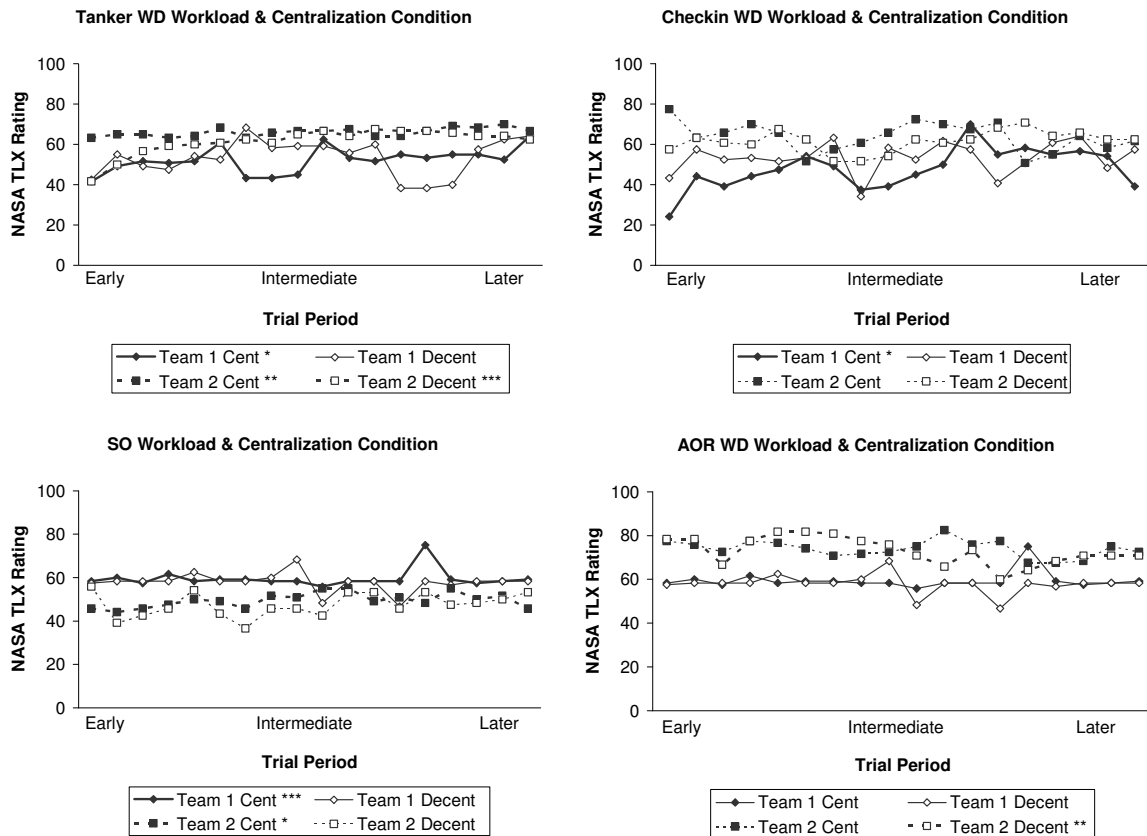 Tanker WD Workload & Centralization Condition
NASA TLX Rating
100
80
60
40
20
0
Early Intermediate Later
Trial Period
Team 1 Cent * Team 1 Decent
Team 2 Cent ** Team 2 Decent ***
Checkin WD Workload & Centralization Condition
NASA TLX Rating
100
80
60
40
20
0
Early Intermediate Later
Trial Period
Team 1 Cent * Team 1 Decent
Team 2 Cent Team 2 Decent
SO Workload & Centralization Condition
NASA TLX Rating
100
80
60
40
20
0
Early Intermediate Later
Trial Period
Team 1 Cent *** Team 1 Decent
Team 2 Cent * Team 2 Decent
AOR WD Workload & Centralization Condition
NASA TLX Rating
100
80
60
40
20
0
Early Intermediate Later
Trial Period
Team 1 Cent Team 1 Decent
Team 2 Cent Team 2 Decent **